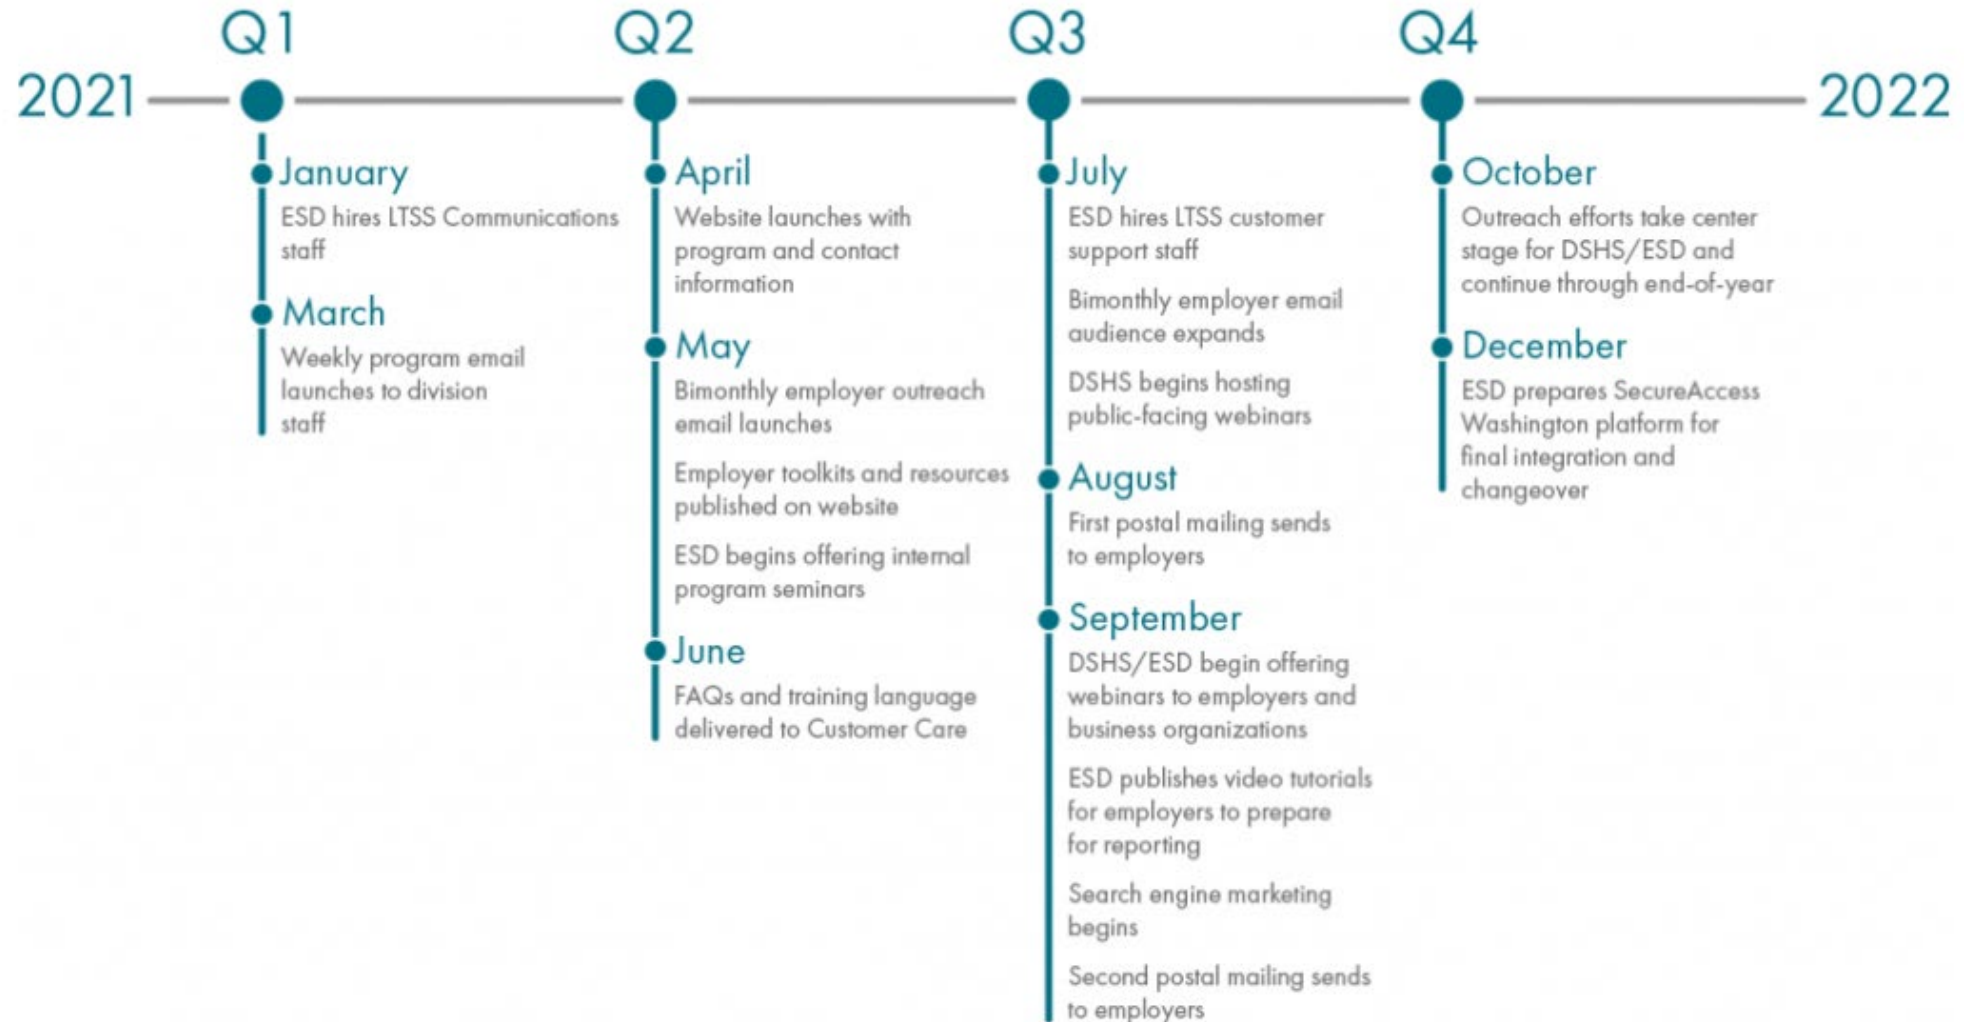 Q1
Q2
Q3
Q4
2021
2022
January
ESD hires LTSS Communications
staff
March
Weekly program email
launches to division
staff
April
Website launches with
program and contact
information
May
Bimonthly employer outreach
email launches
Employer toolkits and resources
published on website
ESD begins offering internal
program seminars
June
FAQs and training language
delivered to Customer Care
July
ESD hires LTSS customer
support staff
Bimonthly employer email
audience expands
DSHS begins hosting
public-facing webinars
August
First postal mailing sends
to employers
September
DSHS/ESD begin offering
webinars to employers and
business organizations
ESD publishes video tutorials
for employers to prepare
for reporting
Search engine marketing
begins
Second postal mailing sends
to employers
October
Outreach efforts take center
stage for DSHS/ESD and
continue through end-of-year
December
ESD prepares SecureAccess
Washington platform for
final integration and
changeover